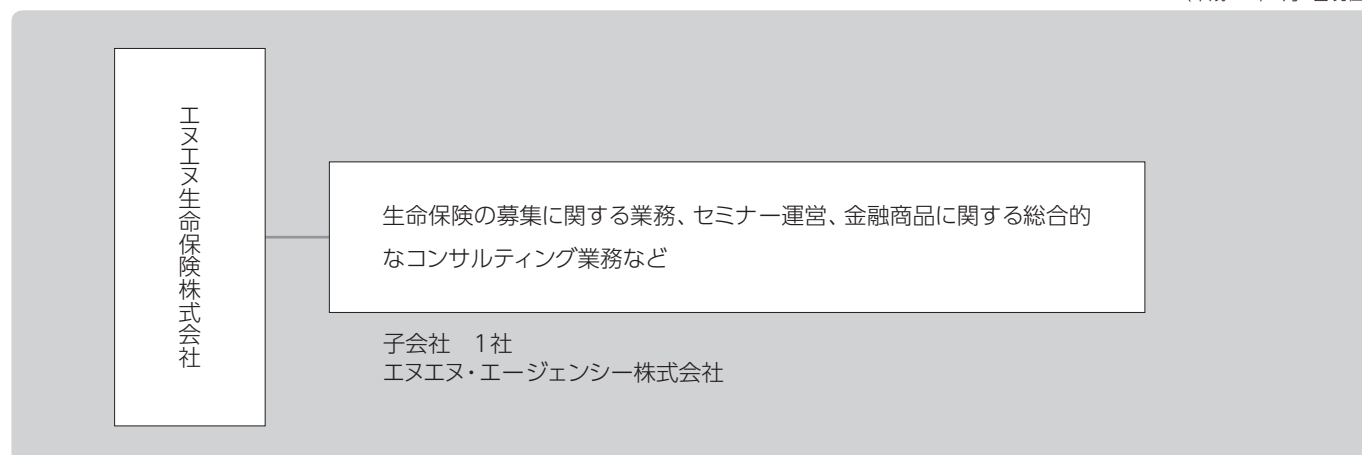 エヌエヌ生命保険株式会社
生命保険の募集に関する業務、セミナー運営、金融商品に関する総合的
なコンサルティング業務など
子会社　1社
エヌエヌ・エージェンシー株式会社